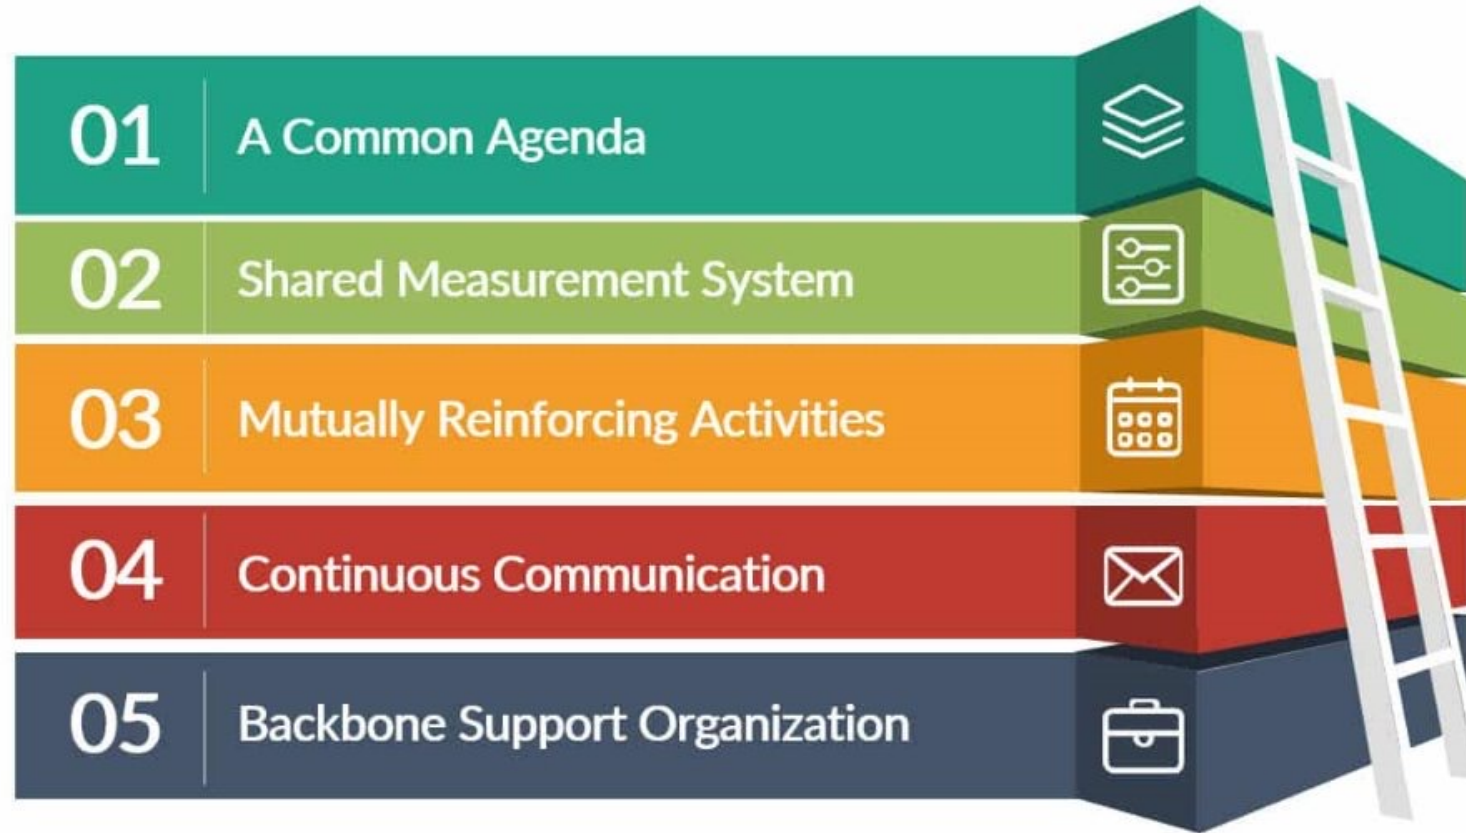 01 A Common Agenda
02 Shared Measurement System
03 Mutually Reinforcing Activities
04 Continuous Communication
05 Backbone Support Organization